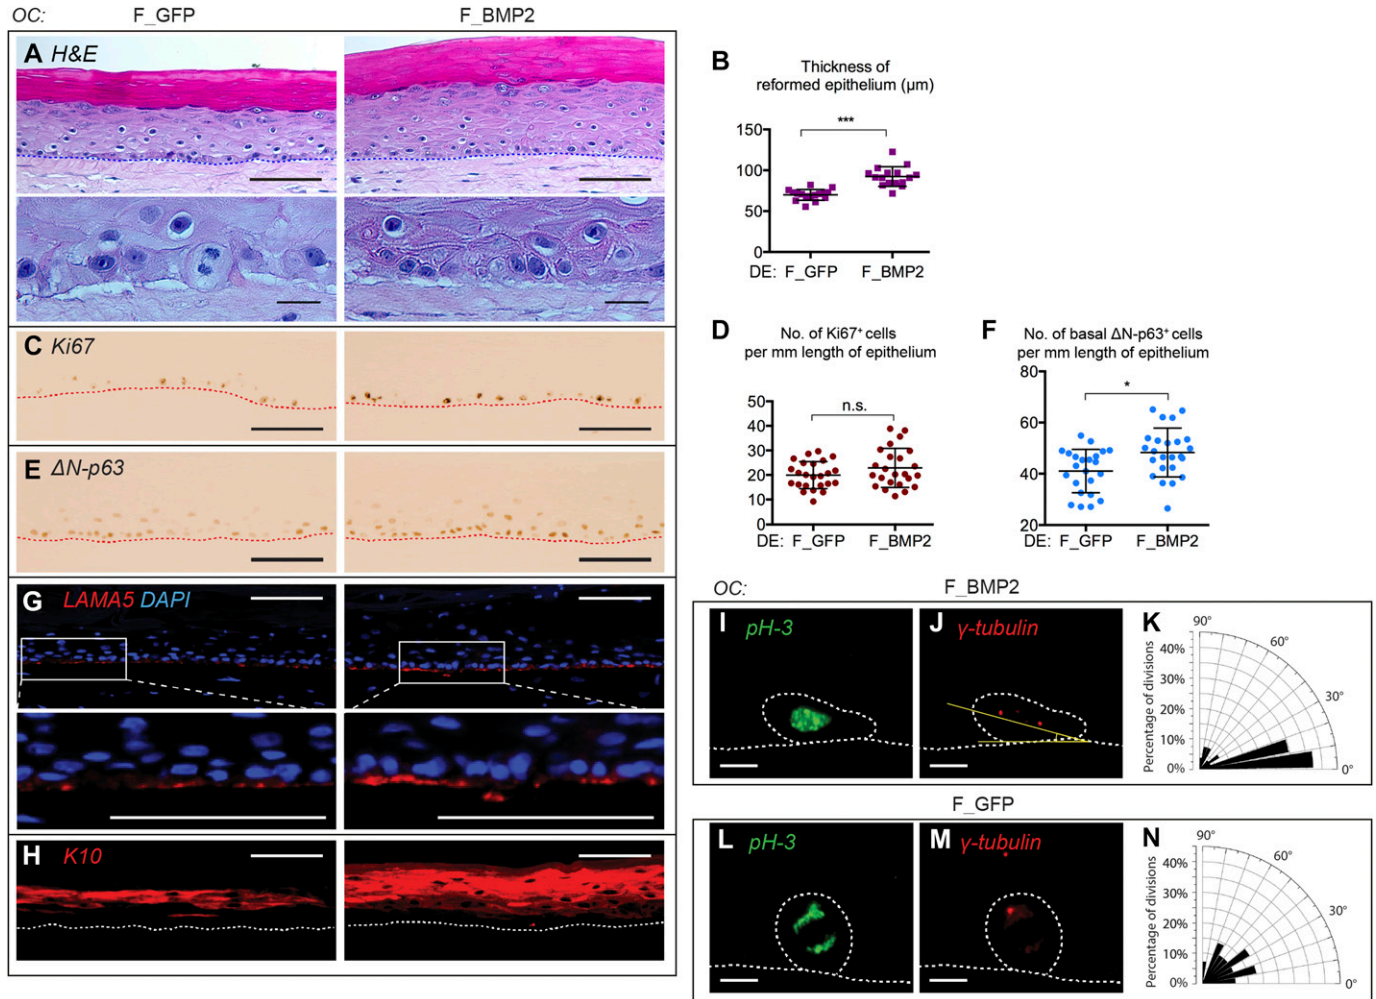 OC: F_GFP F_BMP2
A H&E
B Thickness of
reformed epithelium (µm)
***
150
100
50
0
DE: F_GFP F_BMP2
C Ki67
D No. of Ki67⁺ cells
per mm length of epithelium
n.s.
50
40
30
20
10
0
DE: F_GFP F_BMP2
E ΔN-p63
F No. of basal ΔN-p63⁺ cells
per mm length of epithelium
*
80
60
40
20
DE: F_GFP F_BMP2
G LAMA5 DAPI
H K10
OC: F_BMP2
I pH-3
J γ-tubulin
K
Percentage of divisions
40%
30%
20%
10%
0%
90°
60°
30°
0°
F_GFP
L pH-3
M γ-tubulin
N
Percentage of divisions
40%
30%
20%
10%
0%
90°
60°
30°
0°